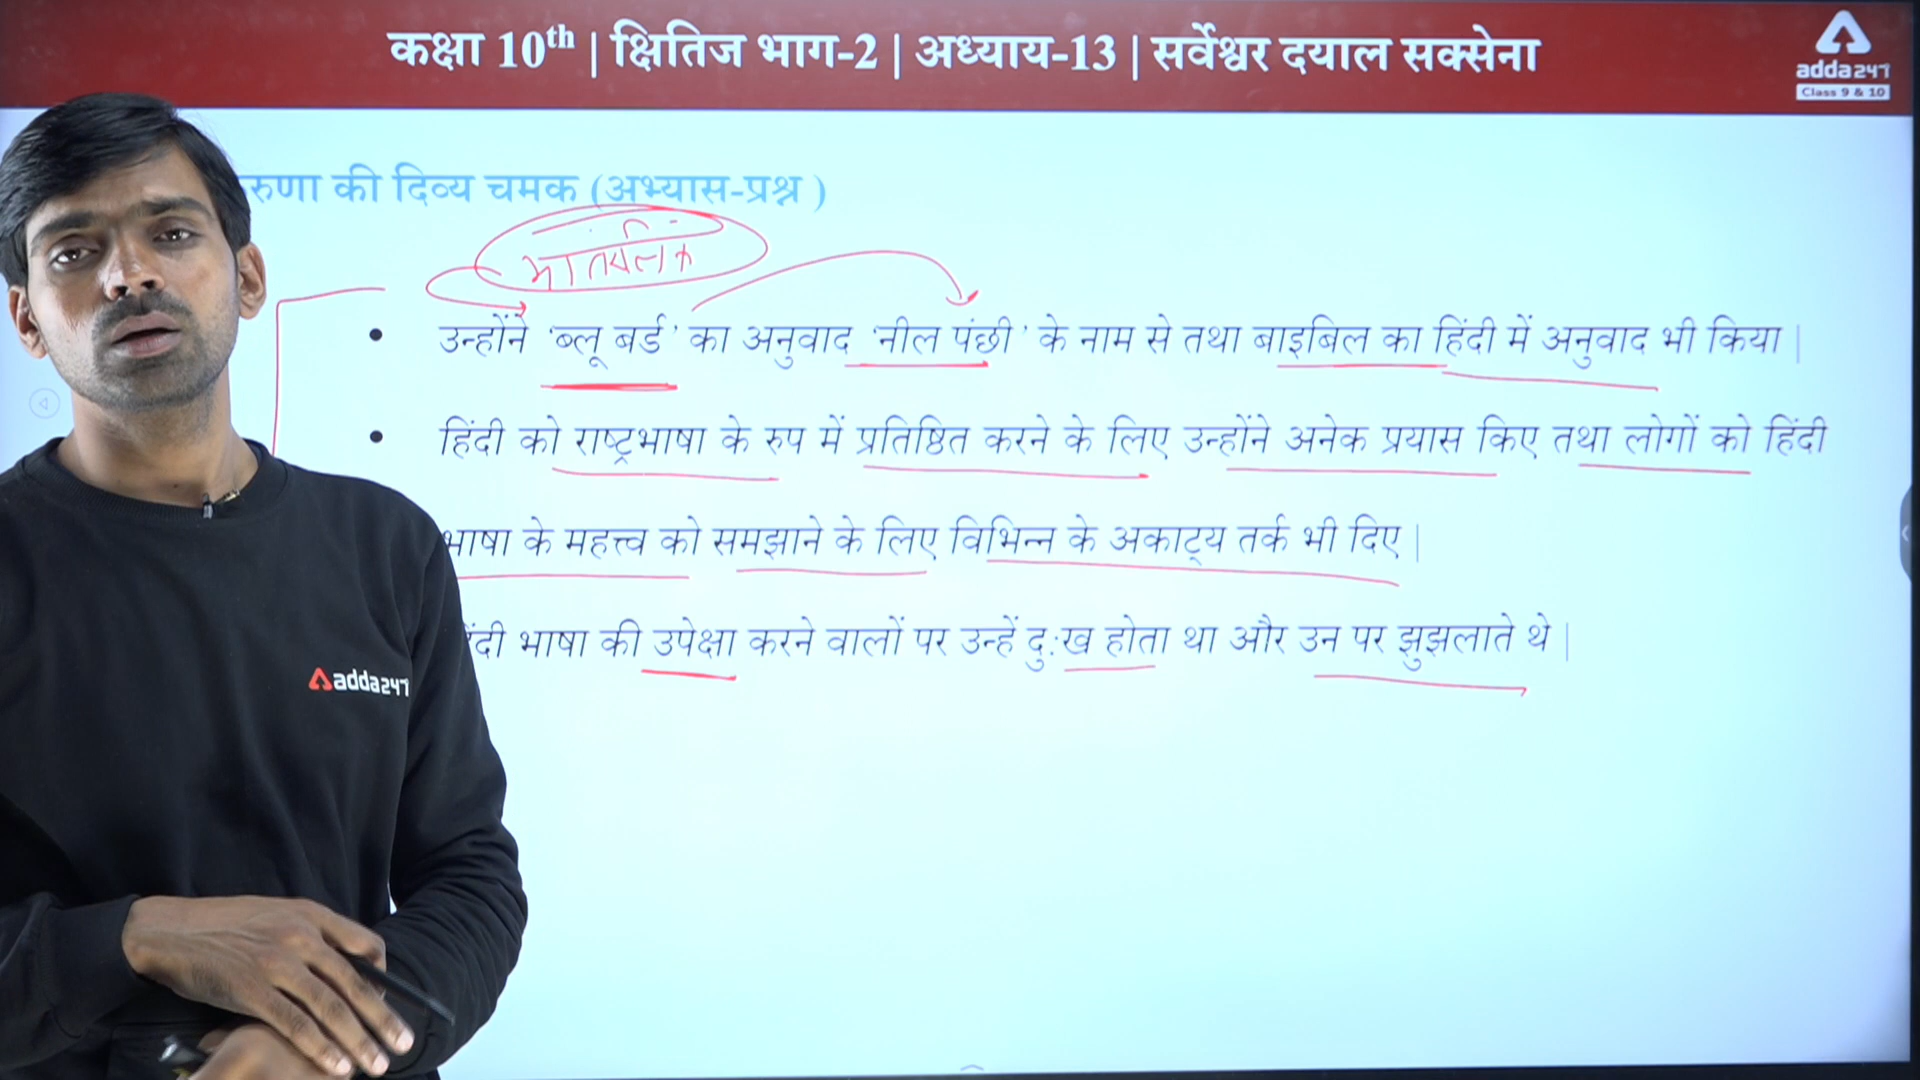 कक्षा 10th | क्षितिज भाग-2 | अध्याय-13 | सर्वेश्वर दयाल सक्सेना
adda247
Class 9 & 10
रुणा की दिव्य चमक (अभ्यास-प्रश्न )
• उन्होंने 'ब्लू बर्ड' का अनुवाद 'नील पंछी' के नाम से तथा बाइबिल का हिंदी में अनुवाद भी किया |
• हिंदी को राष्ट्रभाषा के रुप में प्रतिष्ठित करने के लिए उन्होंने अनेक प्रयास किए तथा लोगों को हिंदी
भाषा के महत्त्व को समझाने के लिए विभिन्न के अकाट्य तर्क भी दिए |
हिंदी भाषा की उपेक्षा करने वालों पर उन्हें दु:ख होता था और उन पर झुझलाते थे |
adda247